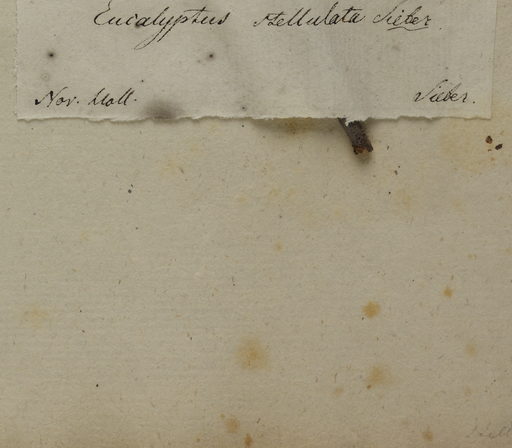 Eucalyptus stellulata Sieber
Nov. Holl. Sieber.